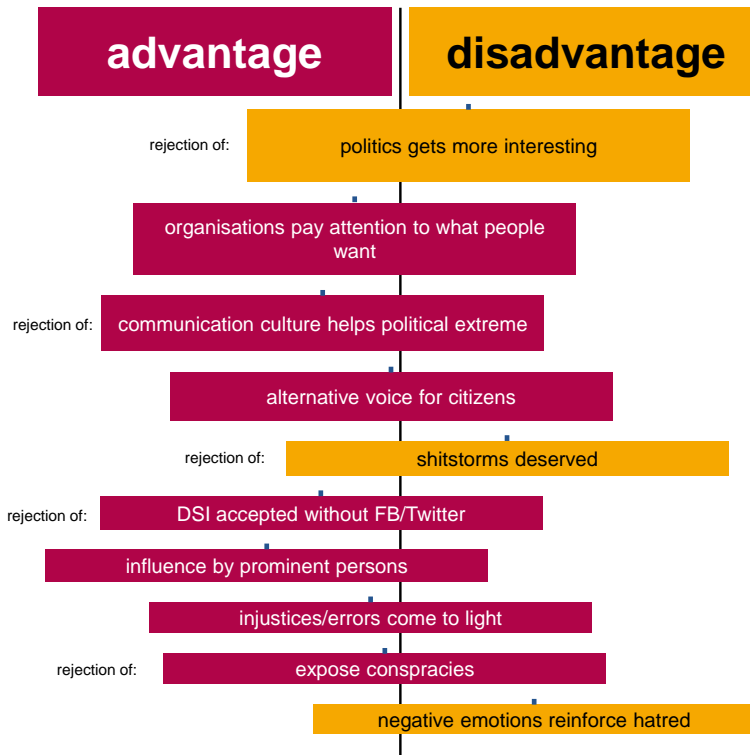 advantage
disadvantage
rejection of:
politics gets more interesting
organisations pay attention to what people
want
rejection of:
communication culture helps political extreme
alternative voice for citizens
rejection of:
shitstorms deserved
rejection of:
DSI accepted without FB/Twitter
influence by prominent persons
injustices/errors come to light
rejection of:
expose conspracies
negative emotions reinforce hatred